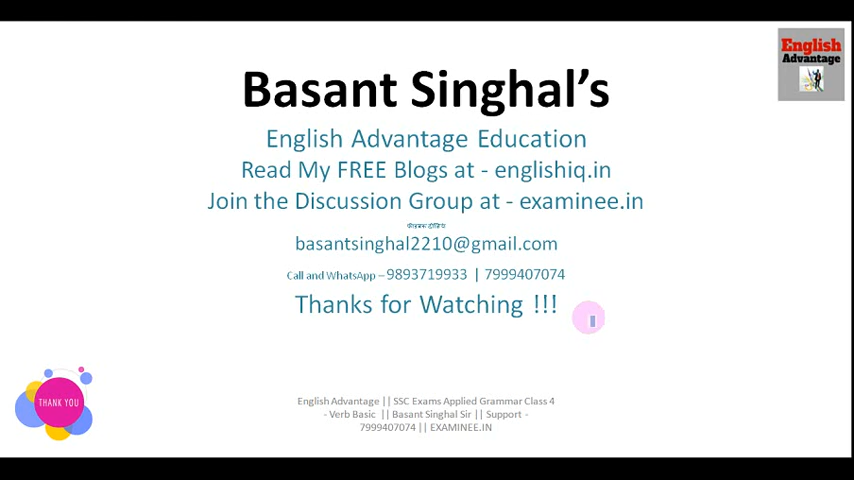 English
Advantage
Basant Singhal's
English Advantage Education
Read My FREE Blogs at - englishiq.in
Join the Discussion Group at - examinee.in
basantsinghal2210@gmail.com
Call and WhatsApp – 9893719933 | 7999407074
Thanks for Watching !!!
THANK YOU
English Advantage || SSC Exams Applied Grammar Class 4
- Verb Basic || Basant Singhal Sir || Support -
7999407074 || EXAMINEE.IN